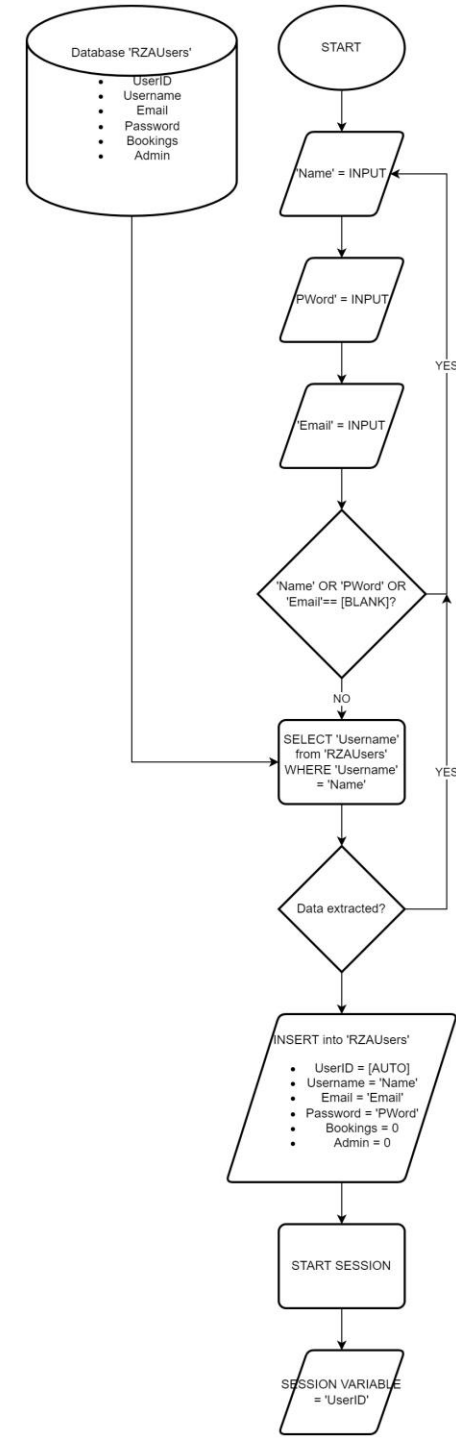 Database 'RZAUsers'
• UserID
• Username
• Email
• Password
• Bookings
• Admin
START
'Name' = INPUT
PWord' = INPUT
'Email' = INPUT
YES
'Name' OR 'PWord' OR
'Email'== [BLANK]?
NO
SELECT 'Username'
from 'RZAUsers'
WHERE 'Username'
= 'Name'
YES
Data extracted?
INSERT into 'RZAUsers'
• UserID = [AUTO]
• Username = 'Name'
• Email = 'Email'
• Password = 'PWord'
• Bookings = 0
• Admin = 0
START SESSION
SESSION VARIABLE
= 'UserID'